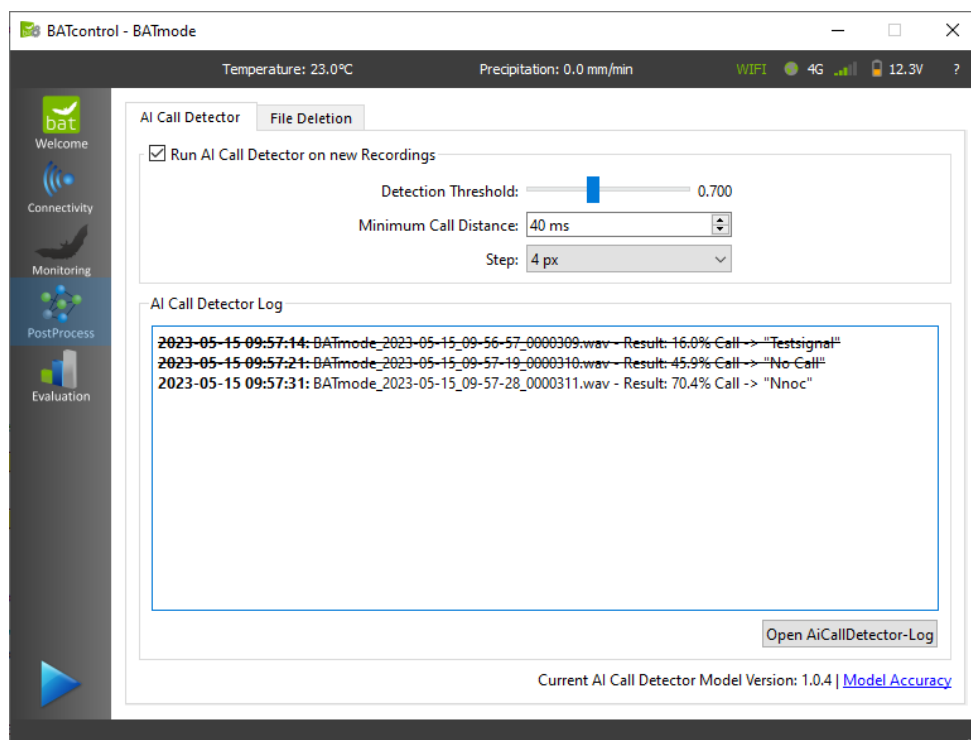 BATcontrol - BATmode
Temperature: 23.0°C Precipitation: 0.0 mm/min WIFI 4G 12.3V ?
bat
Welcome
Connectivity
Monitoring
PostProcess
Evaluation
AI Call Detector File Deletion
Run AI Call Detector on new Recordings
Detection Threshold: 0.700
Minimum Call Distance: 40 ms
Step: 4 px
AI Call Detector Log
2023-05-15 09:57:14: BATmode_2023-05-15_09-56-57_0000309.wav - Result: 16.0% Call -> "Testsignal"
2023-05-15 09:57:21: BATmode_2023-05-15_09-57-19_0000310.wav - Result: 45.9% Call -> "No Call"
2023-05-15 09:57:31: BATmode_2023-05-15_09-57-28_0000311.wav - Result: 70.4% Call -> "Nnoc"
Open AiCallDetector-Log
Current AI Call Detector Model Version: 1.0.4 | Model Accuracy